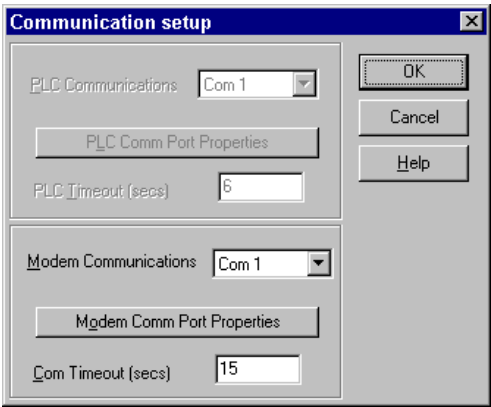 Communication setup
PLC Communications Com 1
PLC Comm Port Properties
PLC Timeout (secs) 6
Modem Communications Com 1
Modem Comm Port Properties
Com Timeout (secs) 15
OK
Cancel
Help